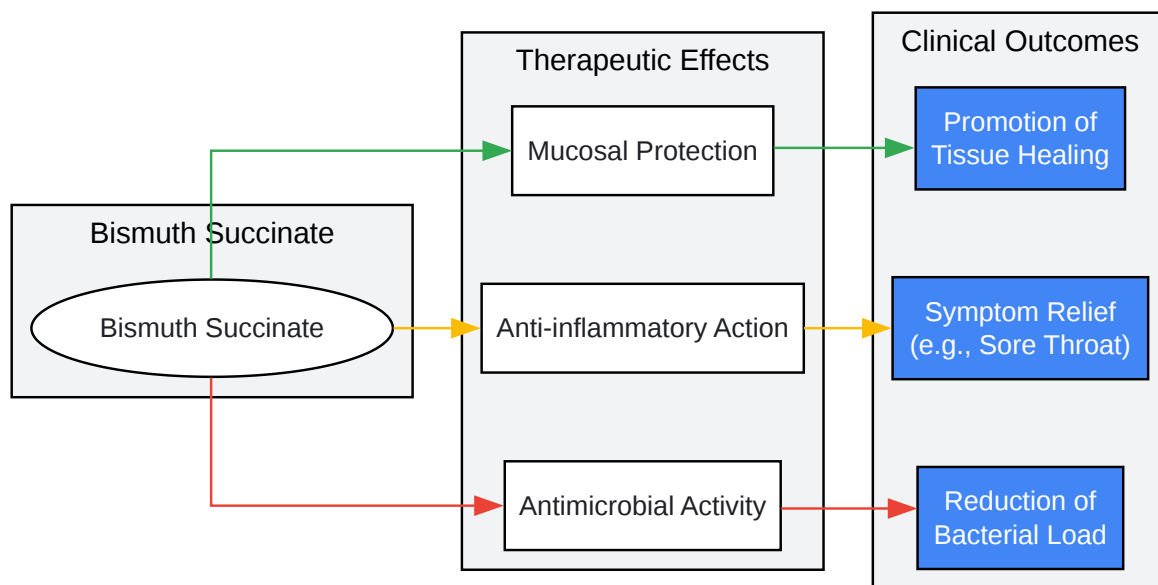 Bismuth Succinate
Bismuth Succinate
Therapeutic Effects
Mucosal Protection
Anti-inflammatory Action
Antimicrobial Activity
Clinical Outcomes
Promotion of
Tissue Healing
Symptom Relief
(e.g., Sore Throat)
Reduction of
Bacterial Load